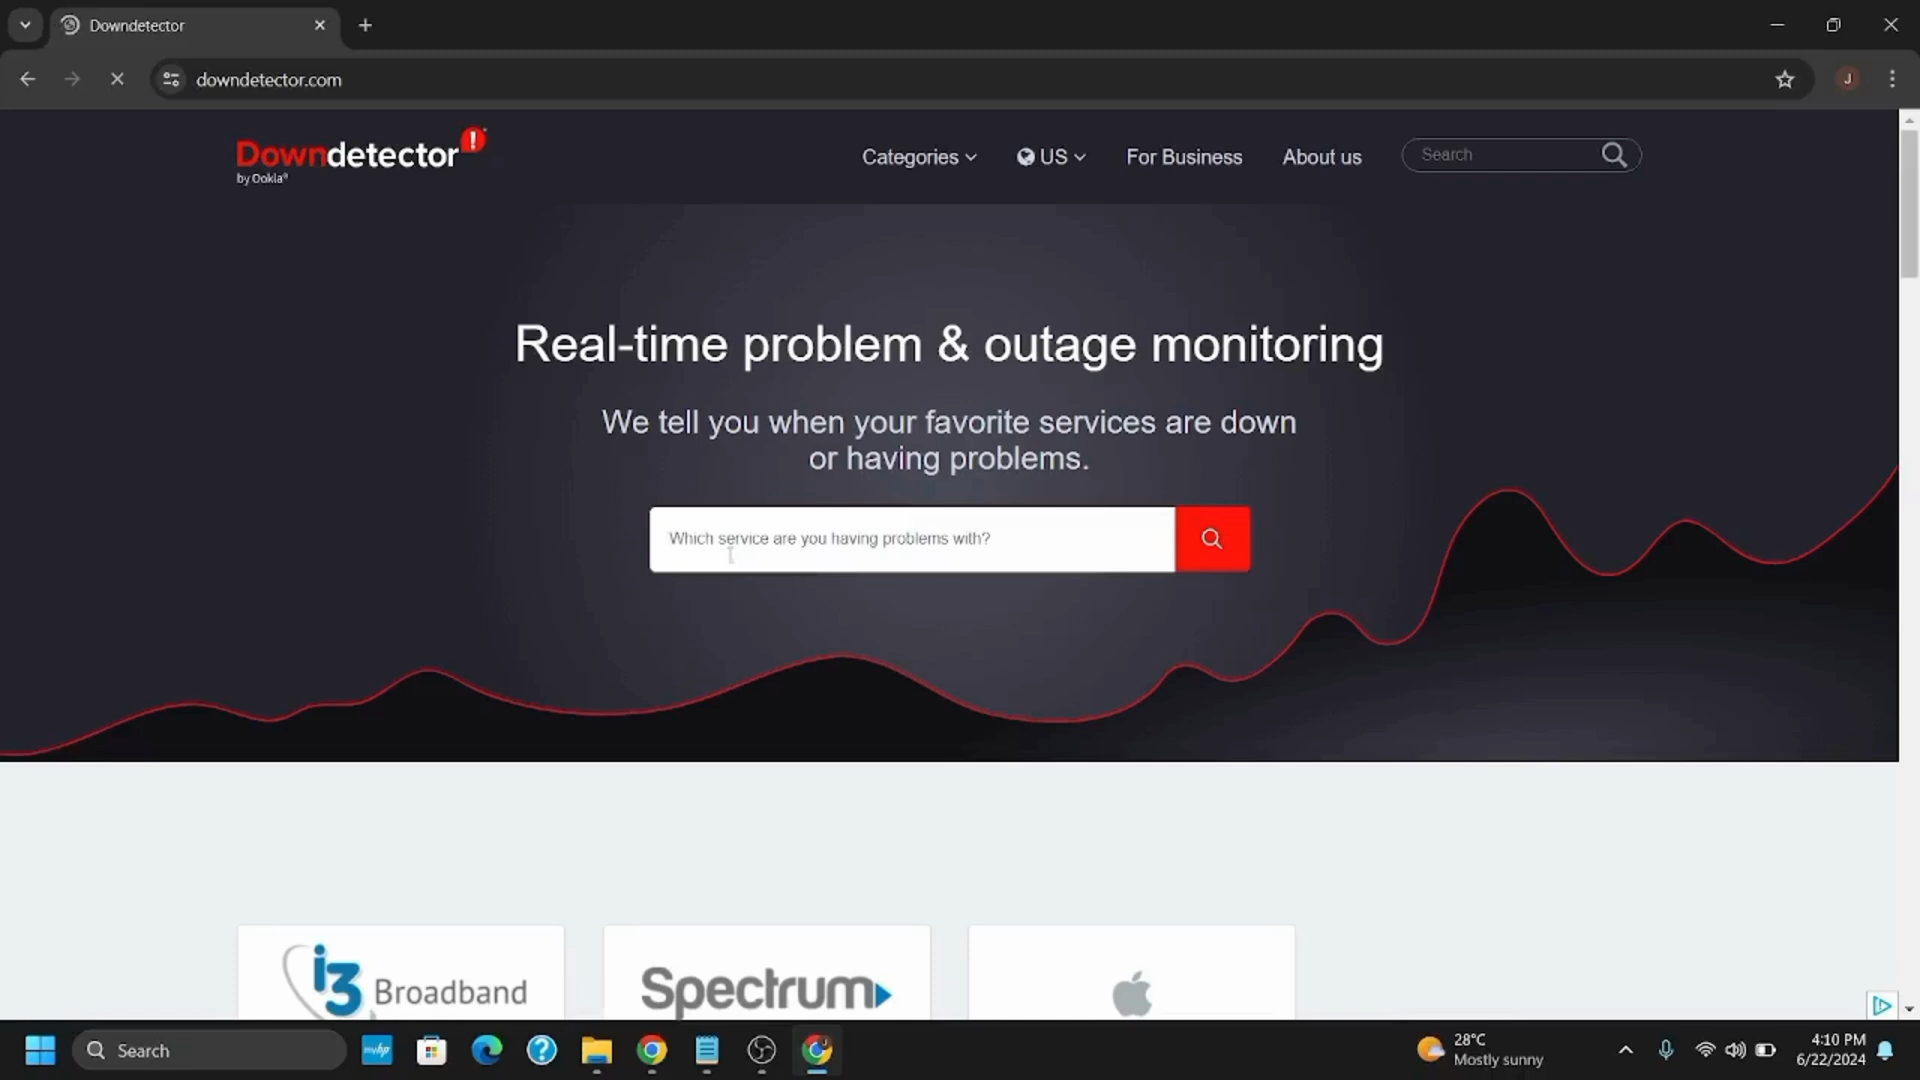 Downdetector
downdetector.com
J
Downdetector!
by Ookla®
Categories
US
For Business
About us
Search
Real-time problem & outage monitoring
We tell you when your favorite services are down
or having problems.
Which service are you having problems with?
i3 Broadband
Spectrum
Search
myhp
28°C
Mostly sunny
4:10 PM
6/22/2024